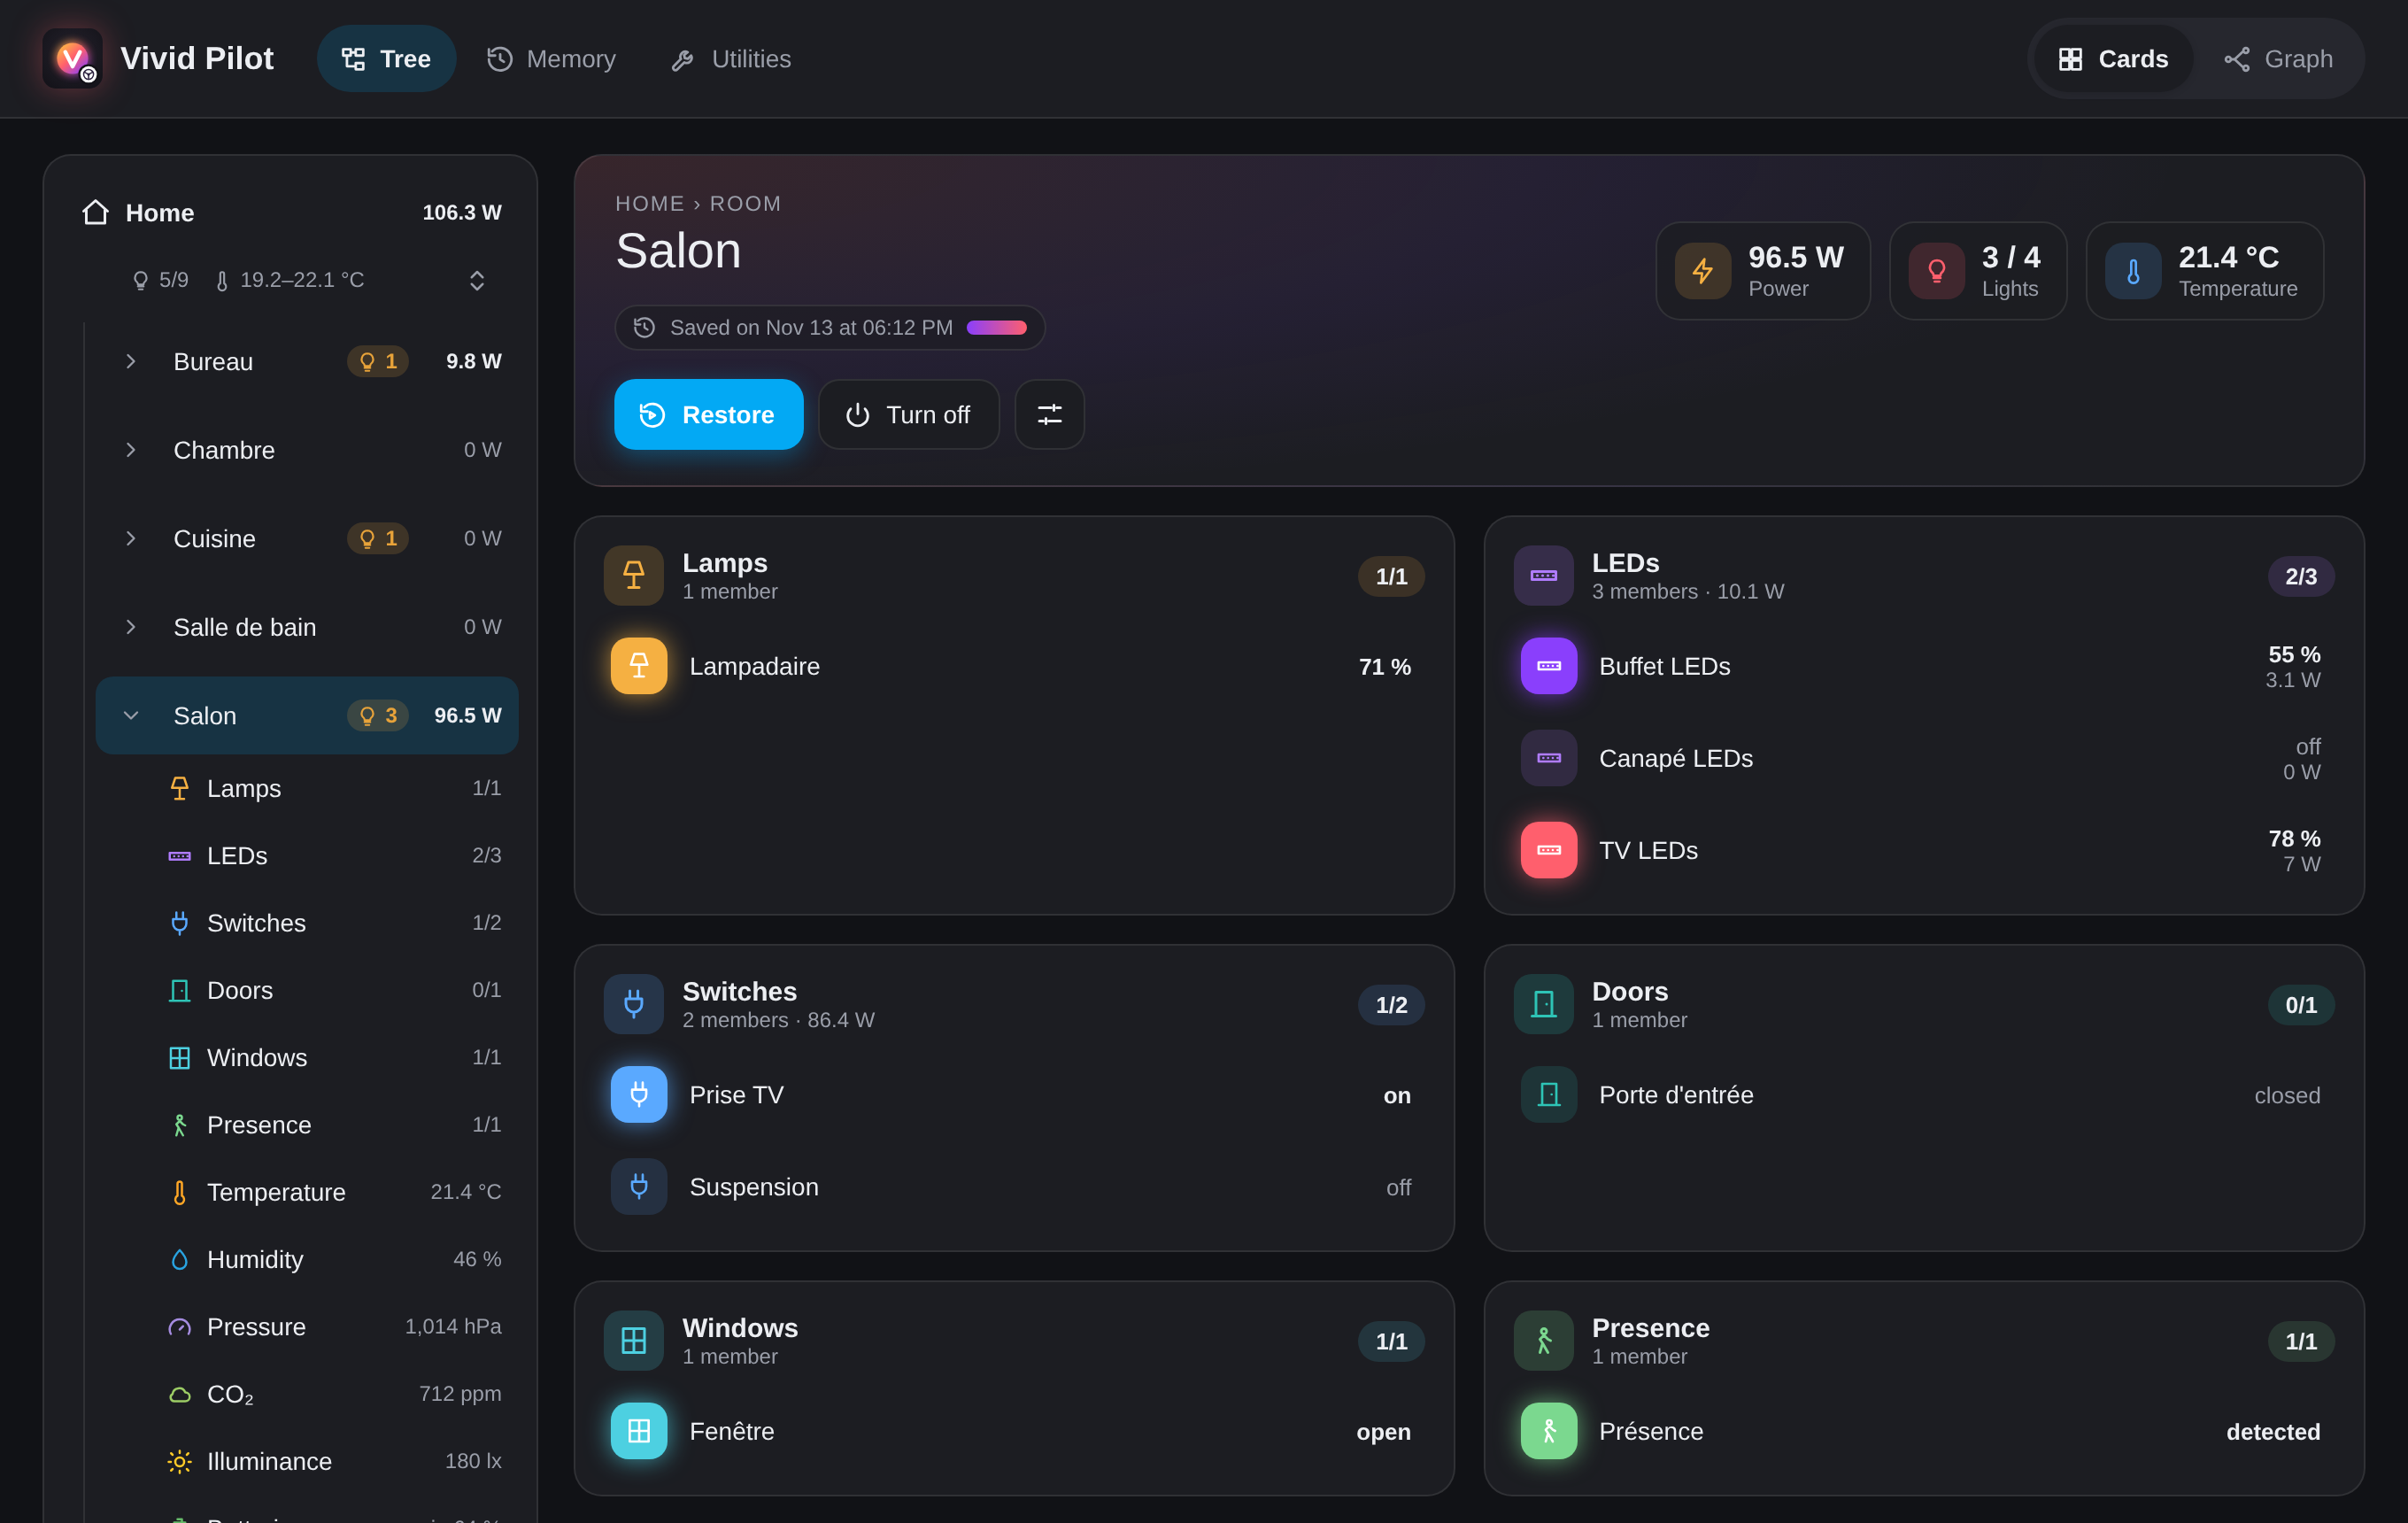 Vivid Pilot
Tree
Memory
Utilities
Cards
Graph
Home 106.3 W
5/9 19.2–22.1 °C
Bureau 1 9.8 W
Chambre 0 W
Cuisine 1 0 W
Salle de bain 0 W
Salon 3 96.5 W
Lamps 1/1
LEDs 2/3
Switches 1/2
Doors 0/1
Windows 1/1
Presence 1/1
Temperature 21.4 °C
Humidity 46 %
Pressure 1,014 hPa
CO₂ 712 ppm
Illuminance 180 lx
HOME › ROOM
Salon
Saved on Nov 13 at 06:12 PM
Restore
Turn off
96.5 W
Power
3 / 4
Lights
21.4 °C
Temperature
Lamps
1 member
1/1
Lampadaire 71 %
LEDs
3 members · 10.1 W
2/3
Buffet LEDs 55 %
3.1 W
Canapé LEDs off
0 W
TV LEDs 78 %
7 W
Switches
2 members · 86.4 W
1/2
Prise TV on
Suspension off
Doors
1 member
0/1
Porte d'entrée closed
Windows
1 member
1/1
Fenêtre open
Presence
1 member
1/1
Présence detected